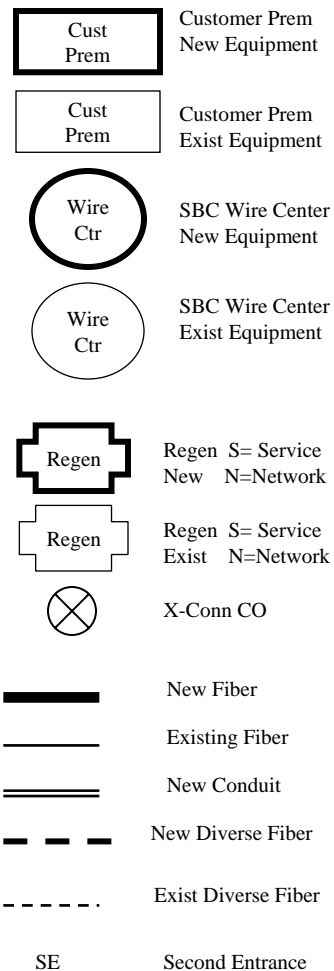 Cust
Prem
Customer Prem
New Equipment
Cust
Prem
Customer Prem
Exist Equipment
Wire
Ctr
SBC Wire Center
New Equipment
Wire
Ctr
SBC Wire Center
Exist Equipment
Regen
Regen S= Service
New N=Network
Regen
Regen S= Service
Exist N=Network
X-Conn CO
New Fiber
Existing Fiber
New Conduit
New Diverse Fiber
Exist Diverse Fiber
SE Second Entrance